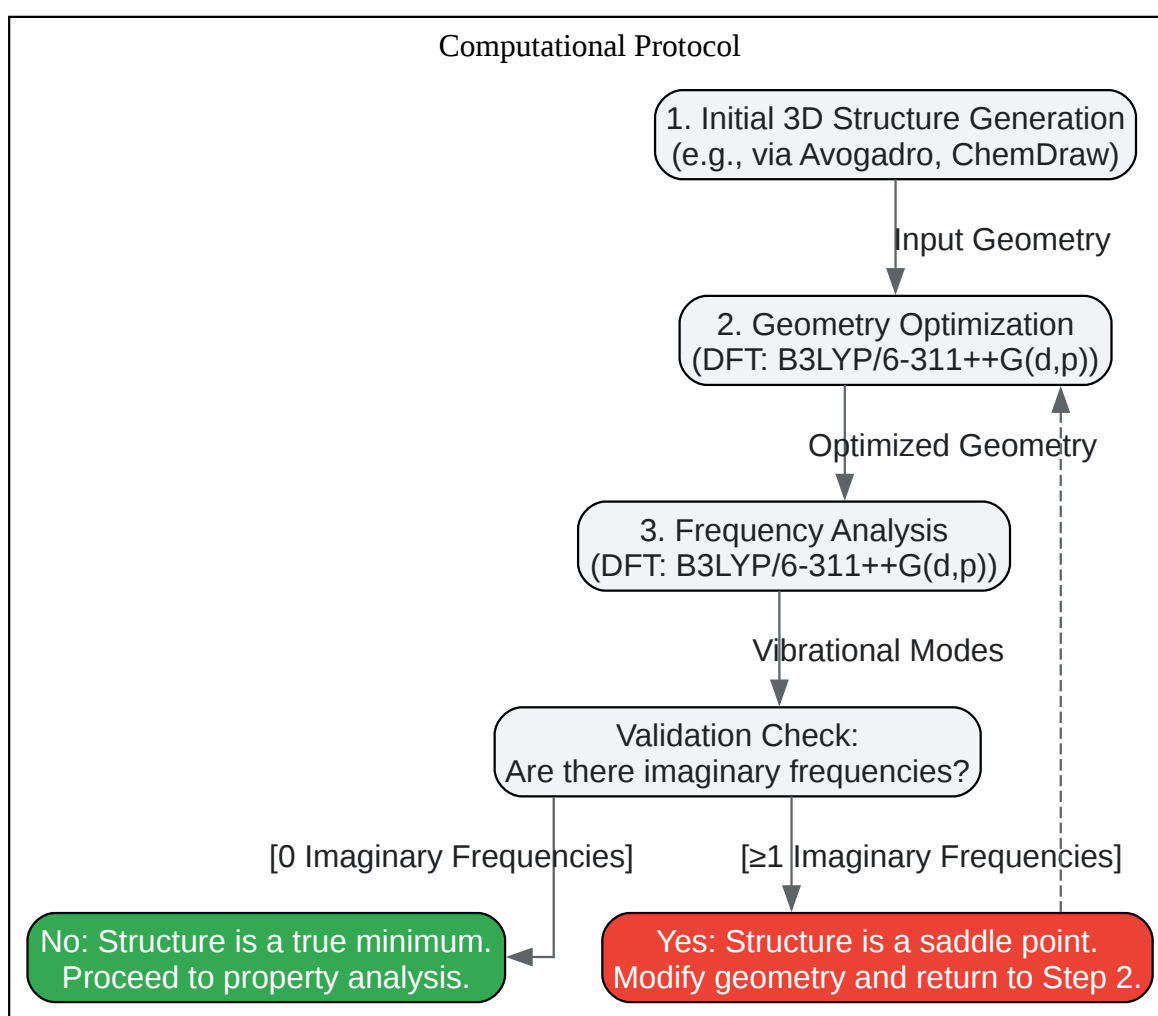 Computational Protocol
1. Initial 3D Structure Generation
(e.g., via Avogadro, ChemDraw)
Input Geometry
2. Geometry Optimization
(DFT: B3LYP/6-311++G(d,p))
Optimized Geometry
3. Frequency Analysis
(DFT: B3LYP/6-311++G(d,p))
Vibrational Modes
Validation Check:
Are there imaginary frequencies?
[0 Imaginary Frequencies]
[≥1 Imaginary Frequencies]
No: Structure is a true minimum.
Proceed to property analysis.
Yes: Structure is a saddle point.
Modify geometry and return to Step 2.